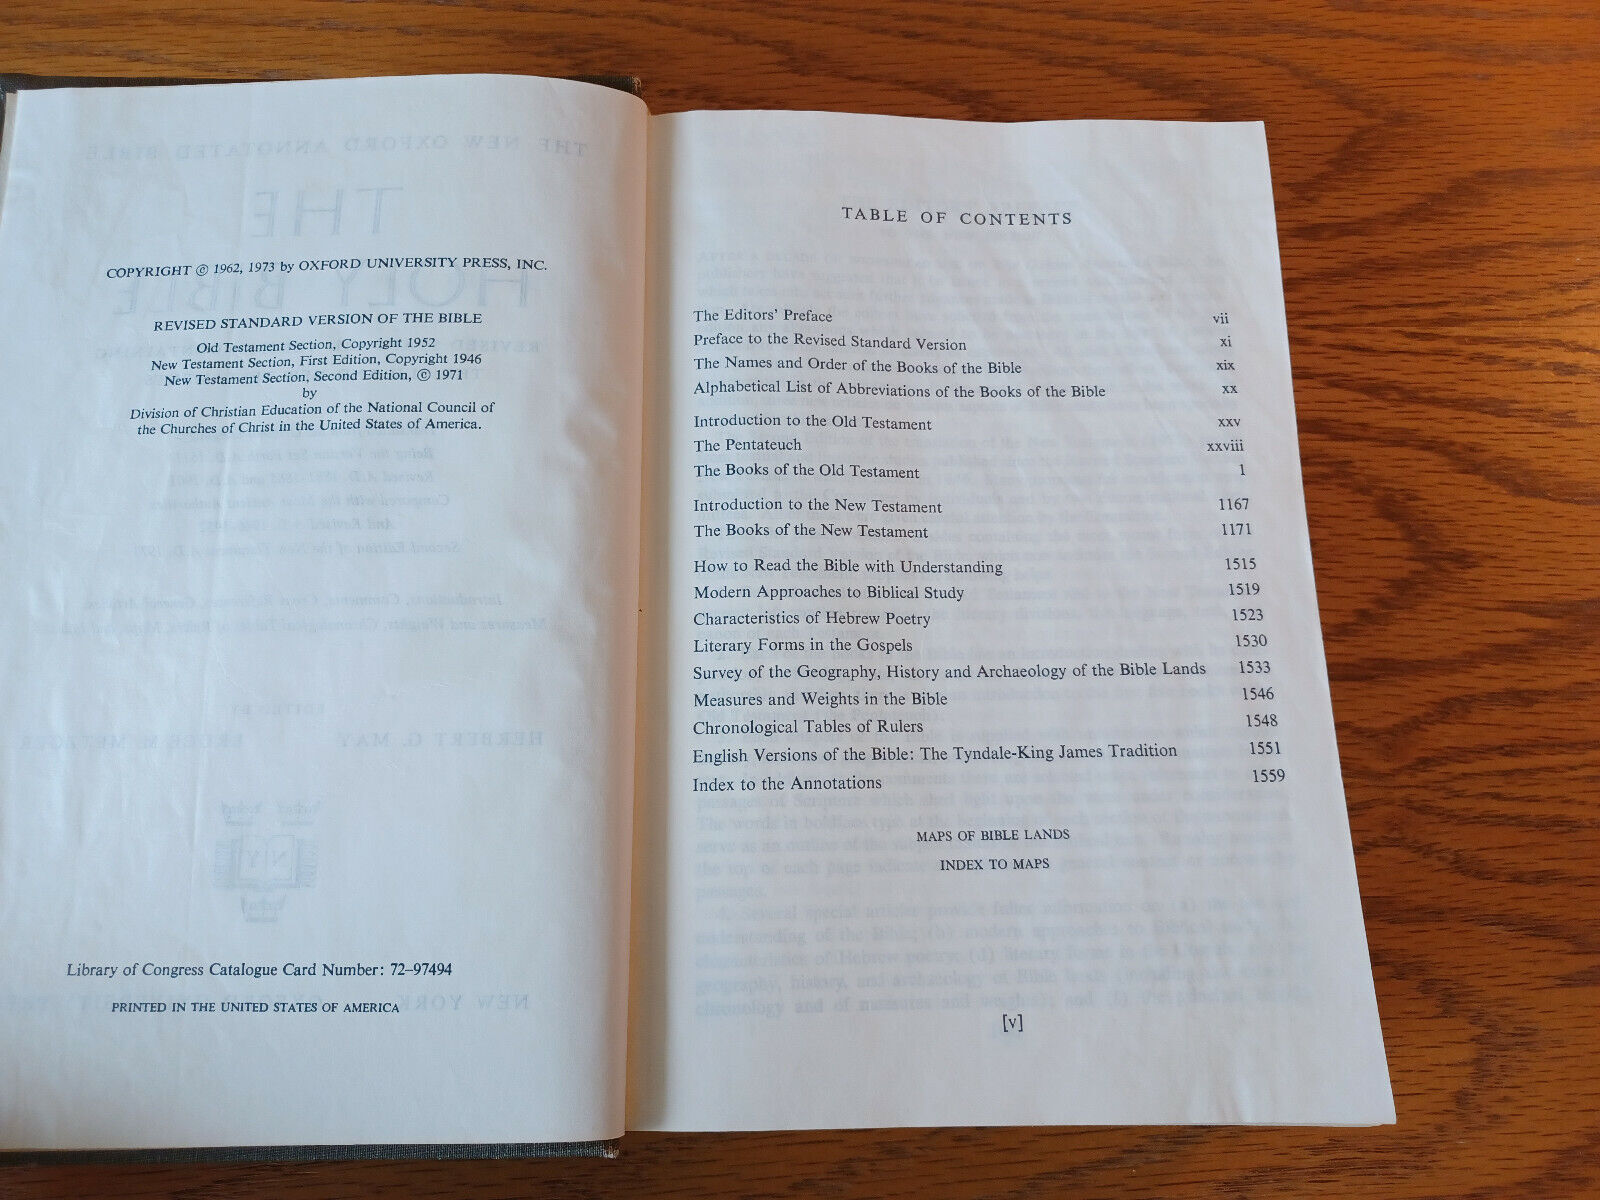 COPYRIGHT © 1962, 1973 by OXFORD UNIVERSITY PRESS, INC.
REVISED STANDARD VERSION OF THE BIBLE
Old Testament Section, Copyright 1952
New Testament Section, First Edition, Copyright 1946
New Testament Section, Second Edition, © 1971
by
Division of Christian Education of the National Council of
the Churches of Christ in the United States of America.
Library of Congress Catalogue Card Number: 72-97494
PRINTED IN THE UNITED STATES OF AMERICA
TABLE OF CONTENTS
The Editors' Preface vii
Preface to the Revised Standard Version xi
The Names and Order of the Books of the Bible xix
Alphabetical List of Abbreviations of the Books of the Bible xx
Introduction to the Old Testament xxv
The Pentateuch xxviii
The Books of the Old Testament 1
Introduction to the New Testament 1167
The Books of the New Testament 1171
How to Read the Bible with Understanding 1515
Modern Approaches to Biblical Study 1519
Characteristics of Hebrew Poetry 1523
Literary Forms in the Gospels 1530
Survey of the Geography, History and Archaeology of the Bible Lands 1533
Measures and Weights in the Bible 1546
Chronological Tables of Rulers 1548
English Versions of the Bible: The Tyndale-King James Tradition 1551
Index to the Annotations 1559
MAPS OF BIBLE LANDS
INDEX TO MAPS
[v]